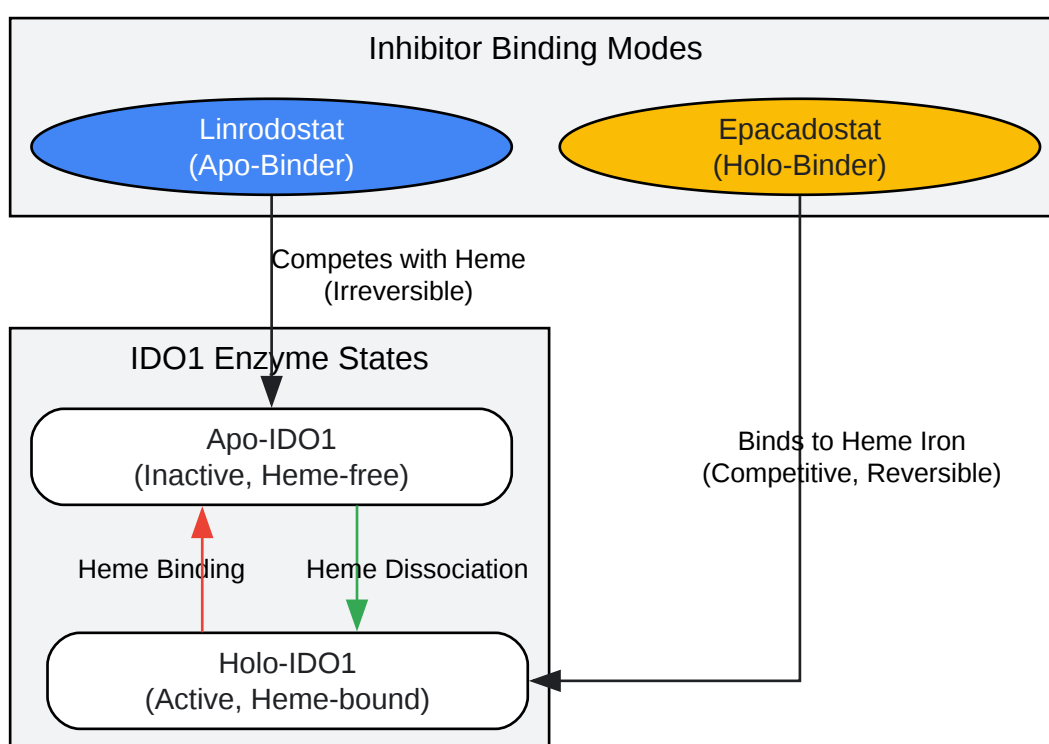 Inhibitor Binding Modes
Linrodostat
(Apo-Binder)
Epacadostat
(Holo-Binder)
Competes with Heme
(Irreversible)
IDO1 Enzyme States
Apo-IDO1
(Inactive, Heme-free)
Binds to Heme Iron
(Competitive, Reversible)
Heme Binding
Heme Dissociation
Holo-IDO1
(Active, Heme-bound)